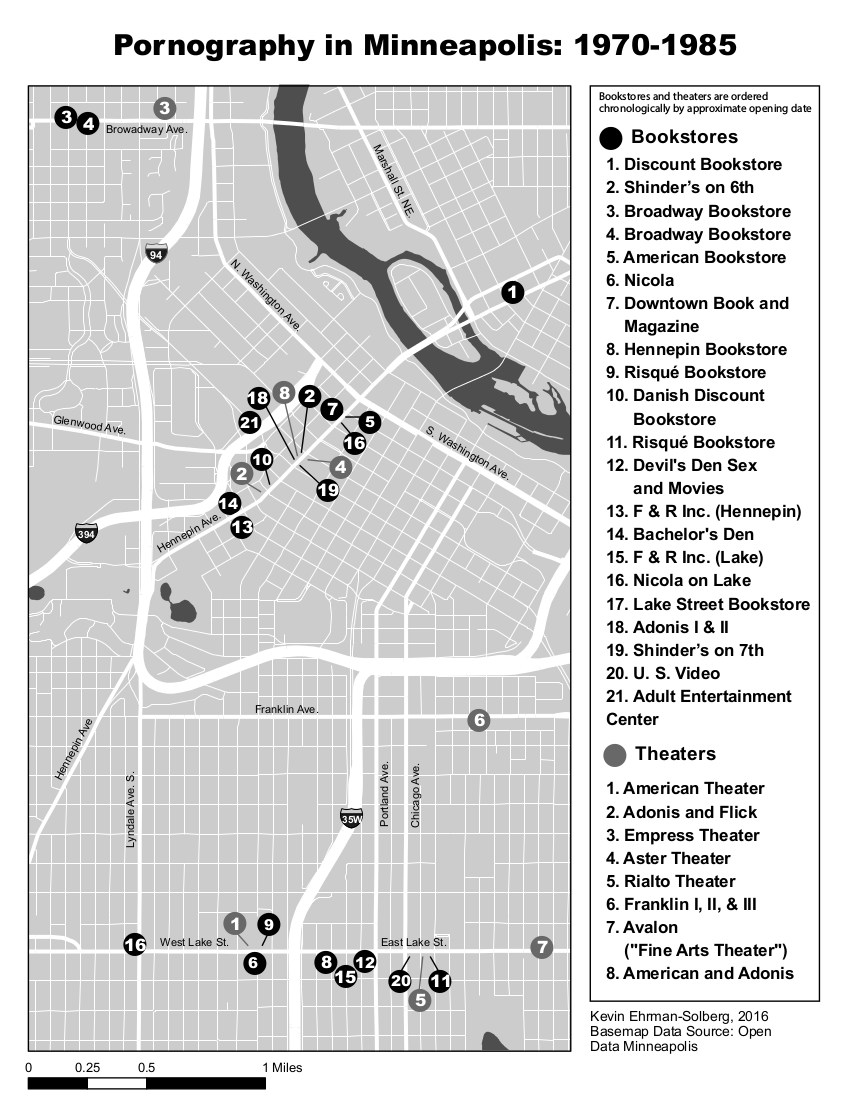 Pornography in Minneapolis: 1970-1985
3
4
3
Browadway Ave.
Marshall St. NE.
94
N. Washington Ave.
1
18
8
2
7
5
21
16
Glenwood Ave.
S. Washington Ave.
10
2
4
19
14
13
Hennepin Ave.
394
Franklin Ave.
6
Hennepin Ave
Lyndale Ave. S.
Portland Ave.
Chicago Ave.
35W
1
9
16
West Lake St.
East Lake St.
7
6
8
15
12
20
5
11
0
0.25
0.5
1 Miles
Bookstores and theaters are ordered
chronologically by approximate opening date
Bookstores
1. Discount Bookstore
2. Shinder's on 6th
3. Broadway Bookstore
4. Broadway Bookstore
5. American Bookstore
6. Nicola
7. Downtown Book and
Magazine
8. Hennepin Bookstore
9. Risqué Bookstore
10. Danish Discount
Bookstore
11. Risqué Bookstore
12. Devil's Den Sex
and Movies
13. F & R Inc. (Hennepin)
14. Bachelor's Den
15. F & R Inc. (Lake)
16. Nicola on Lake
17. Lake Street Bookstore
18. Adonis I & II
19. Shinder's on 7th
20. U. S. Video
21. Adult Entertainment
Center
Theaters
1. American Theater
2. Adonis and Flick
3. Empress Theater
4. Aster Theater
5. Rialto Theater
6. Franklin I, II, & III
7. Avalon
("Fine Arts Theater")
8. American and Adonis
Kevin Ehrman-Solberg, 2016
Basemap Data Source: Open
Data Minneapolis